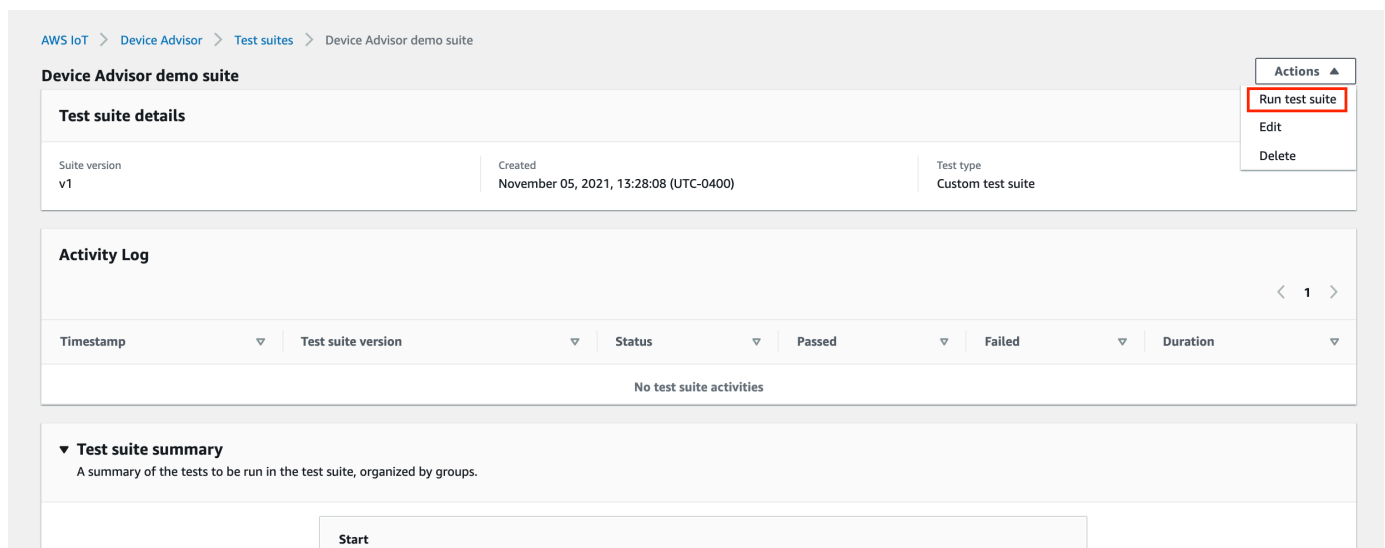 AWS IoT > Device Advisor > Test suites > Device Advisor demo suite
Device Advisor demo suite
Actions
Run test suite
Edit
Delete
Test suite details
Suite version
v1
Created
November 05, 2021, 13:28:08 (UTC-0400)
Test type
Custom test suite
Activity Log
< 1 >
Timestamp Test suite version Status Passed Failed Duration
No test suite activities
Test suite summary
A summary of the tests to be run in the test suite, organized by groups.
Start